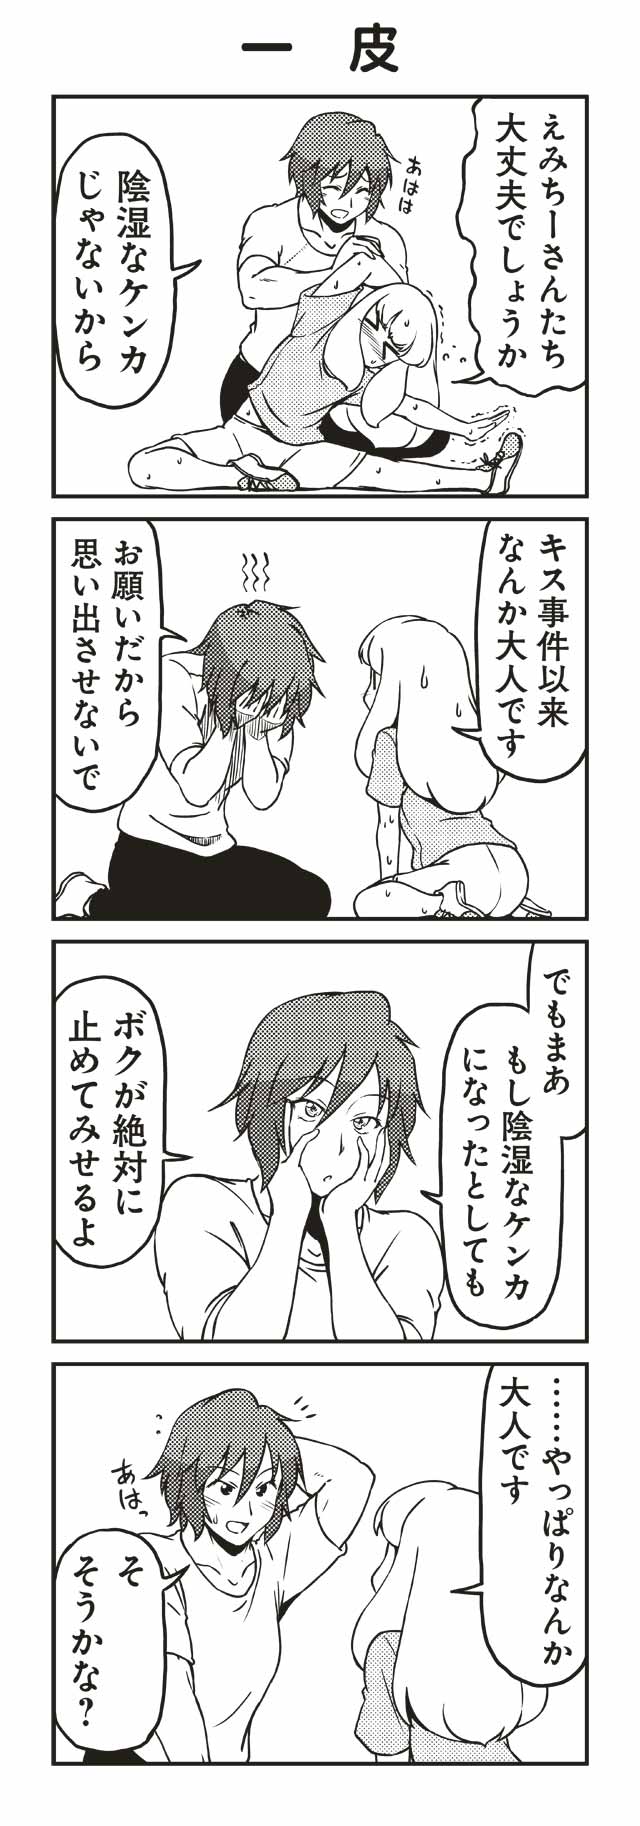 一 皮
えみちーさんたち
大丈夫でしょうか
あはは
陰湿なケンカ
じゃないから
キス事件以来
なんか大人です
お願いだから
思い出させないで
でもまあ
もし陰湿なケンカ
になったとしても
ボクが絶対に
止めてみせるよ
……やっぱりなんか
大人です
あはっ
そ
そうかな?